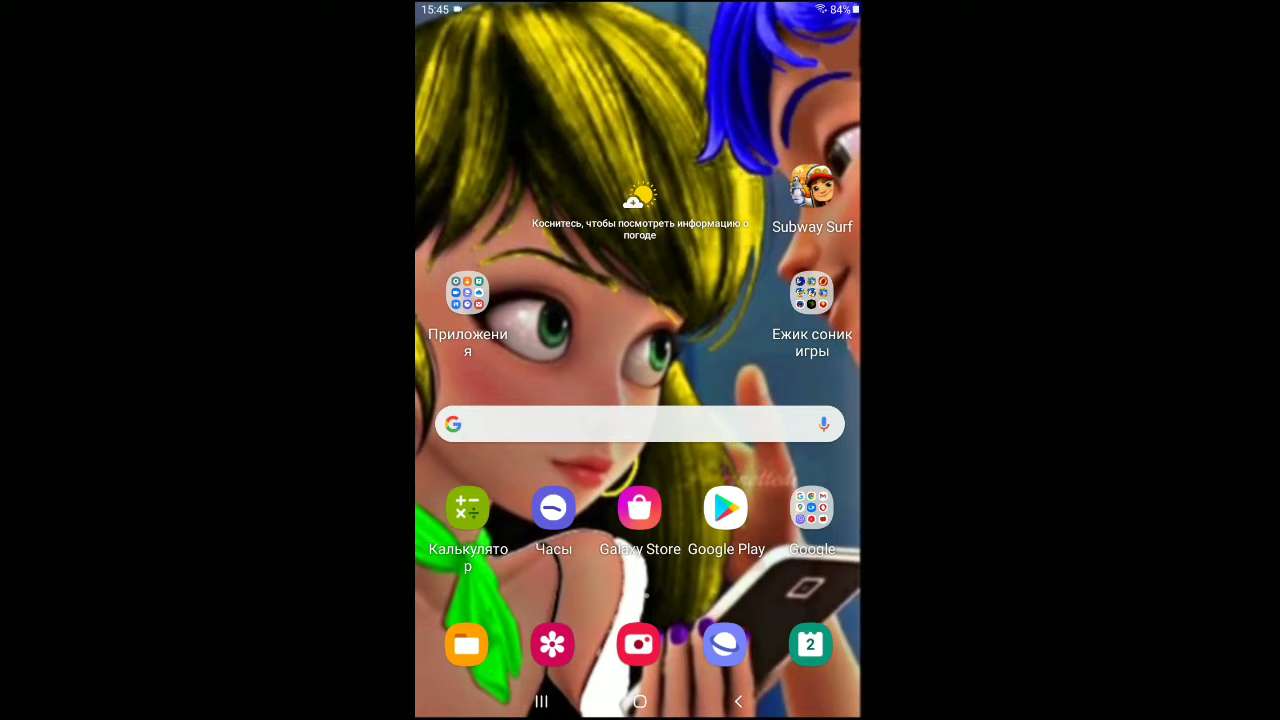 15:45
84%
Коснитесь, чтобы посмотреть информацию о
погоде
Subway Surf
Приложени
я
Ежик соник
игры
Калькулято
р
Часы
Galaxy Store
Google Play
Google
2